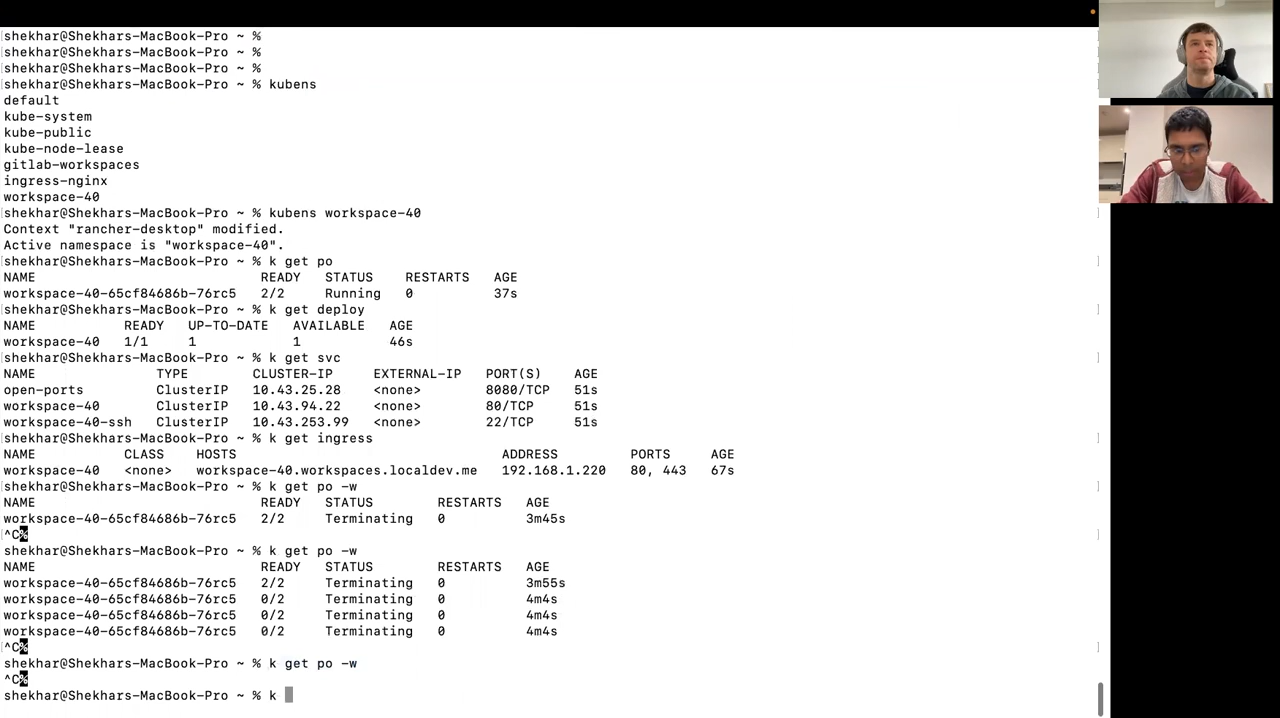 shekhar@Shekhars-MacBook-Pro ~ %
shekhar@Shekhars-MacBook-Pro ~ %
shekhar@Shekhars-MacBook-Pro ~ %
shekhar@Shekhars-MacBook-Pro ~ % kubens
default
kube-system
kube-public
kube-node-lease
gitlab-workspaces
ingress-nginx
workspace-40
shekhar@Shekhars-MacBook-Pro ~ % kubens workspace-40
Context "rancher-desktop" modified.
Active namespace is "workspace-40".
shekhar@Shekhars-MacBook-Pro ~ % k get po
NAME READY STATUS RESTARTS AGE
workspace-40-65cf84686b-76rc5 2/2 Running 0 37s
shekhar@Shekhars-MacBook-Pro ~ % k get deploy
NAME READY UP-TO-DATE AVAILABLE AGE
workspace-40 1/1 1 1 46s
shekhar@Shekhars-MacBook-Pro ~ % k get svc
NAME TYPE CLUSTER-IP EXTERNAL-IP PORT(S) AGE
open-ports ClusterIP 10.43.25.28 <none> 8080/TCP 51s
workspace-40 ClusterIP 10.43.94.22 <none> 80/TCP 51s
workspace-40-ssh ClusterIP 10.43.253.99 <none> 22/TCP 51s
shekhar@Shekhars-MacBook-Pro ~ % k get ingress
NAME CLASS HOSTS ADDRESS PORTS AGE
workspace-40 <none> workspace-40.workspaces.localdev.me 192.168.1.220 80, 443 67s
shekhar@Shekhars-MacBook-Pro ~ % k get po -w
NAME READY STATUS RESTARTS AGE
workspace-40-65cf84686b-76rc5 2/2 Terminating 0 3m45s
^C%
shekhar@Shekhars-MacBook-Pro ~ % k get po -w
NAME READY STATUS RESTARTS AGE
workspace-40-65cf84686b-76rc5 2/2 Terminating 0 3m55s
workspace-40-65cf84686b-76rc5 0/2 Terminating 0 4m4s
workspace-40-65cf84686b-76rc5 0/2 Terminating 0 4m4s
workspace-40-65cf84686b-76rc5 0/2 Terminating 0 4m4s
^C%
shekhar@Shekhars-MacBook-Pro ~ % k get po -w
^C%
shekhar@Shekhars-MacBook-Pro ~ % k